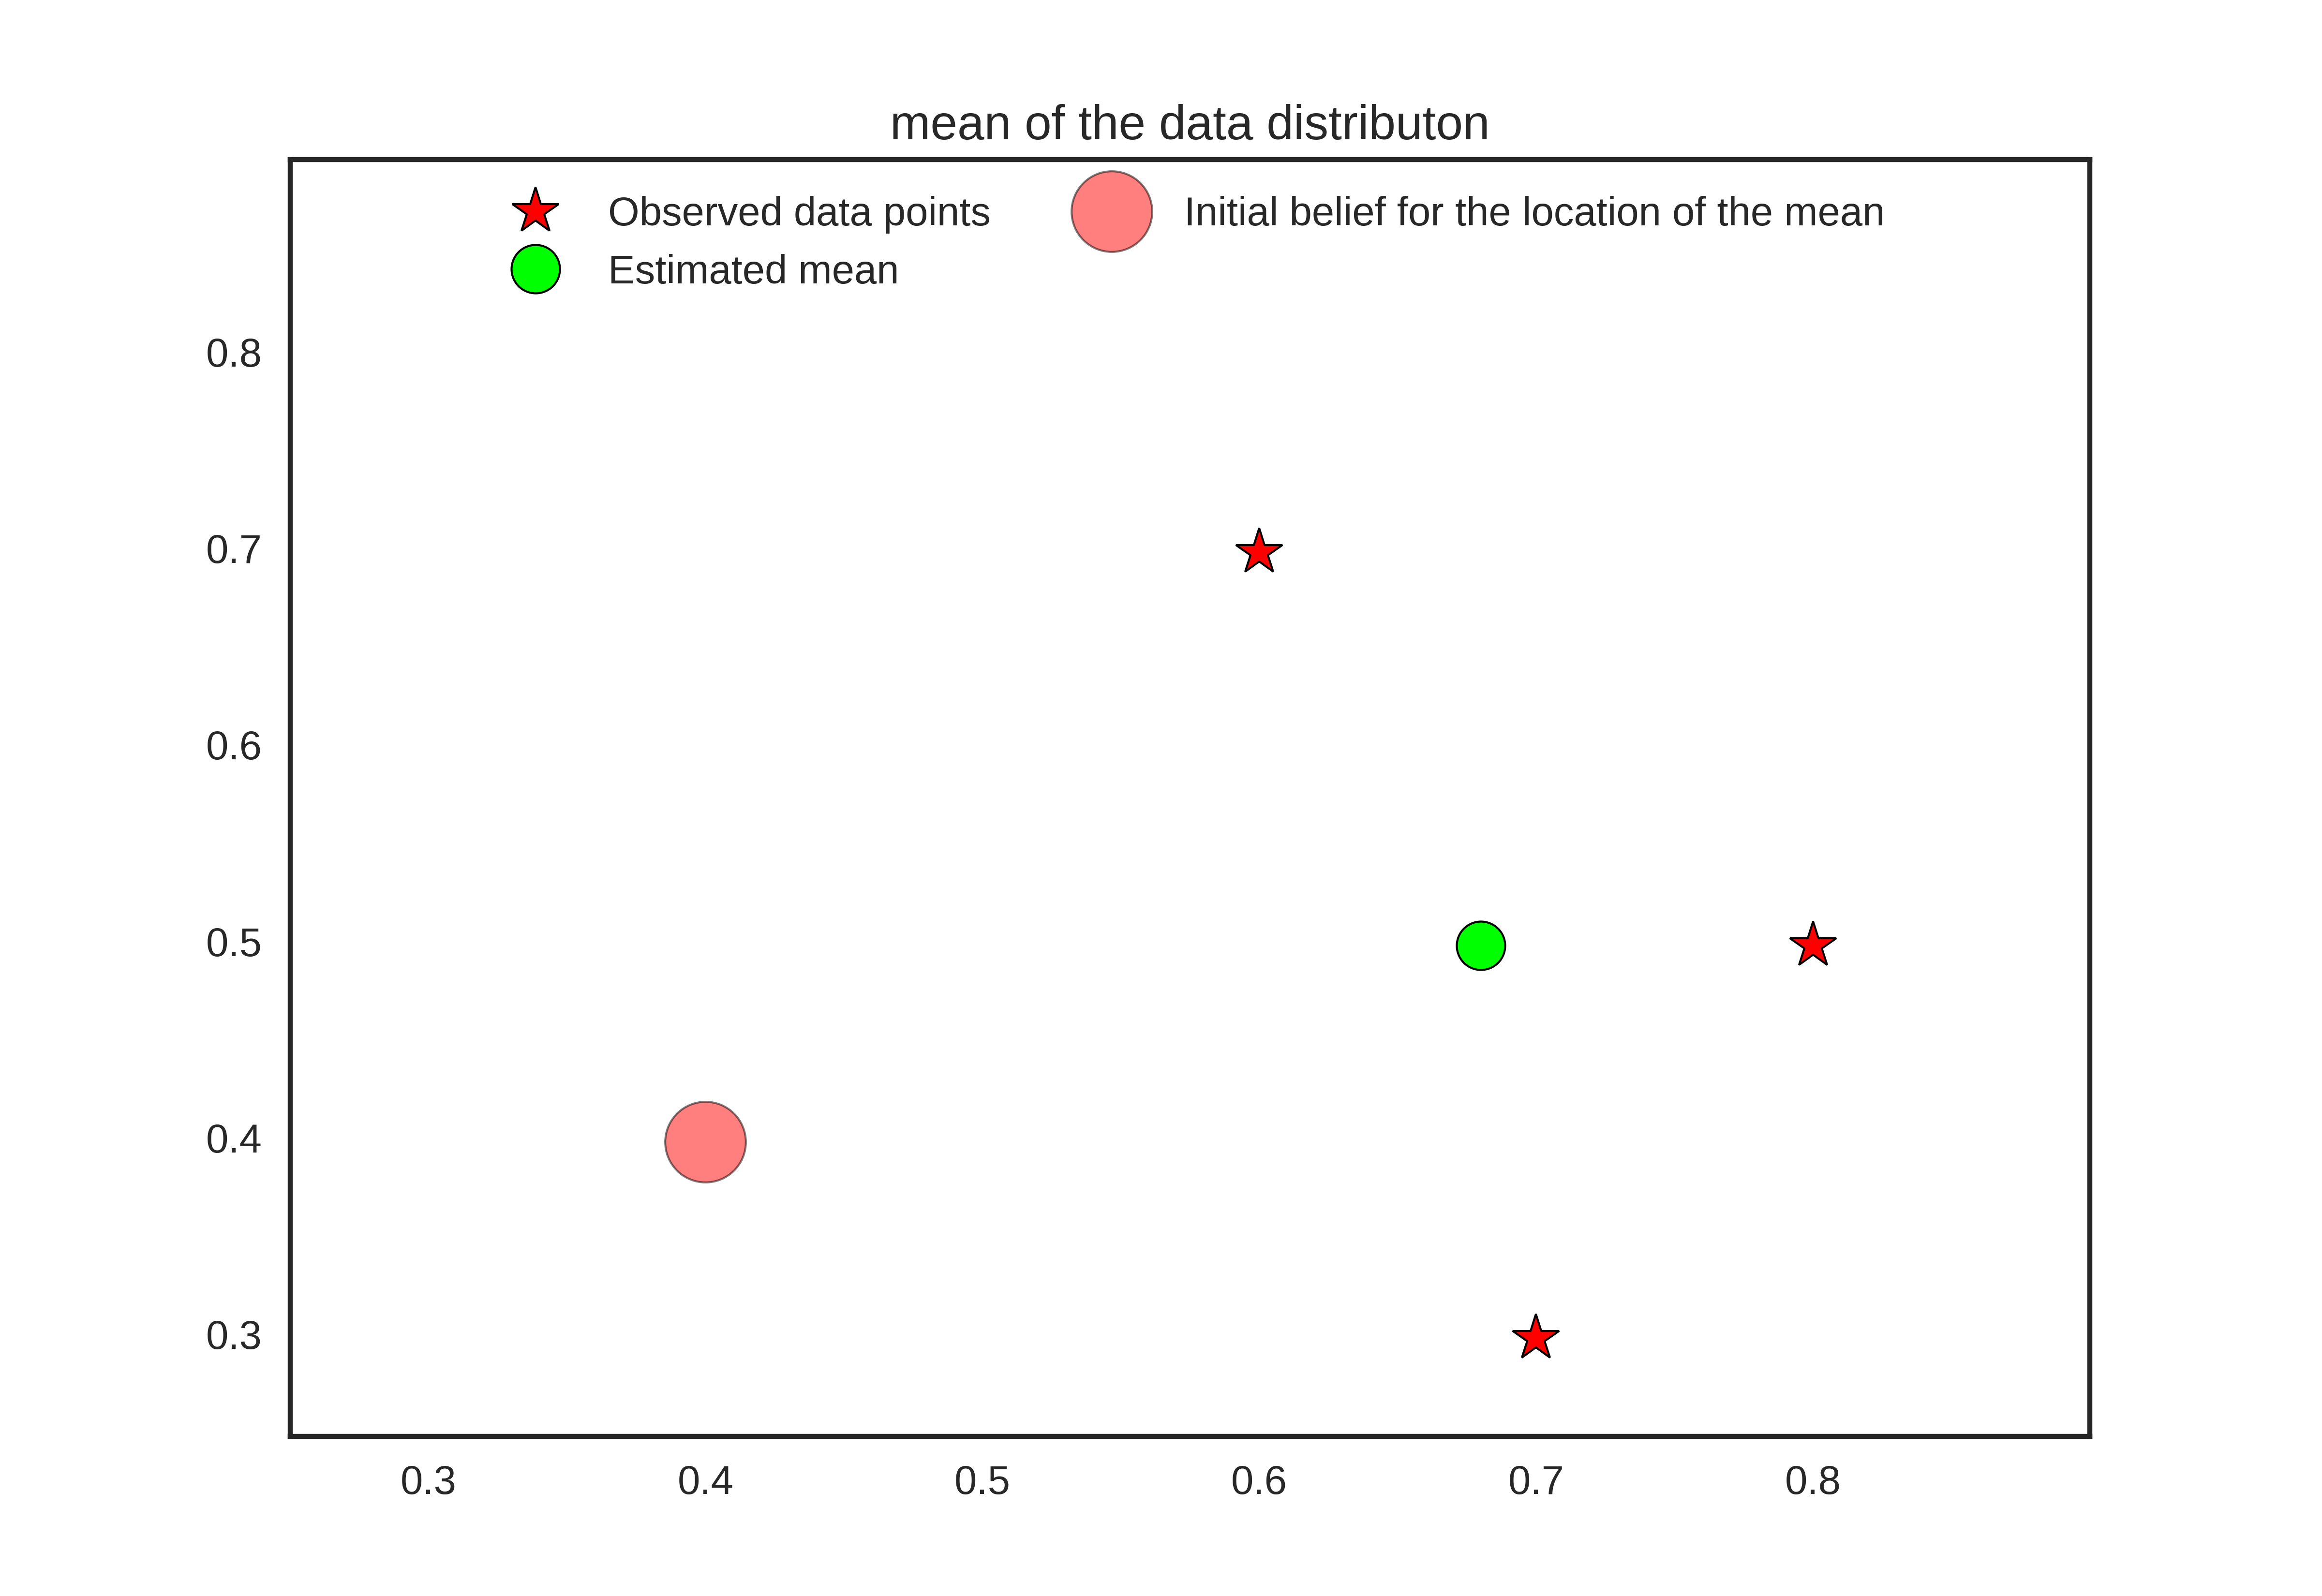 mean of the data distributon
Observed data points
Initial belief for the location of the mean
Estimated mean
0.8
0.7
0.6
0.5
0.4
0.3
0.3 0.4 0.5 0.6 0.7 0.8